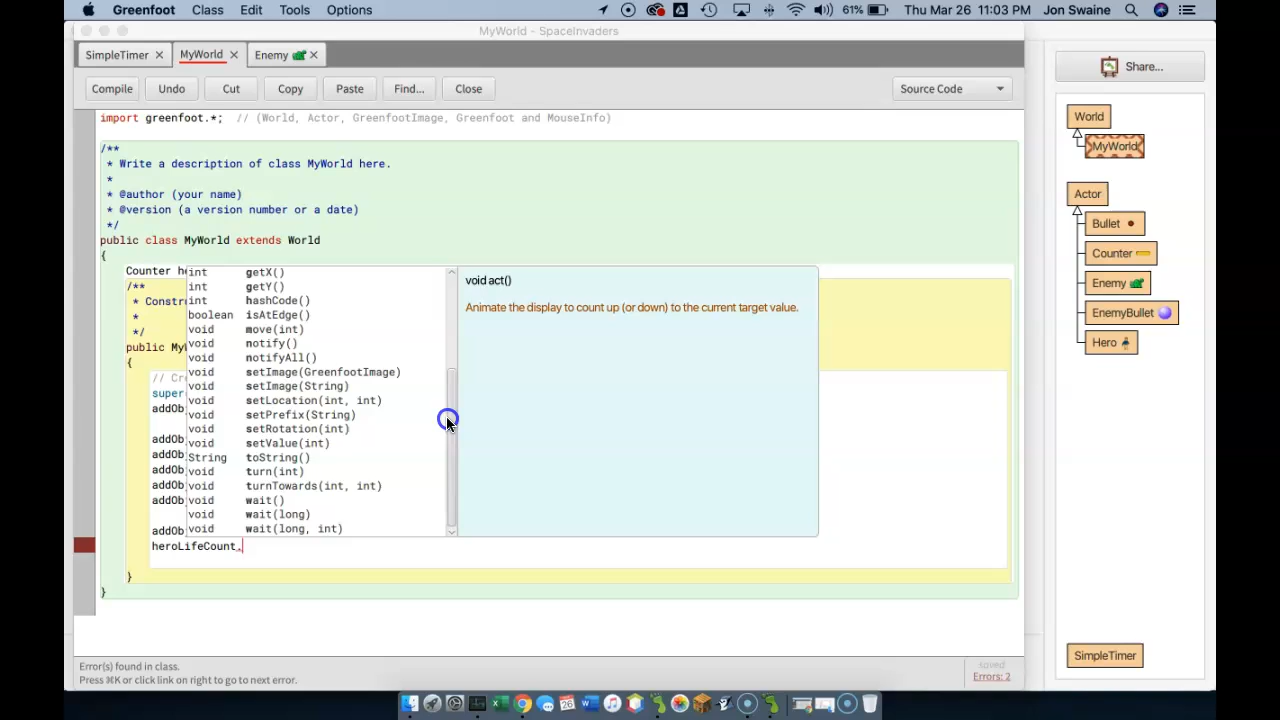 Greenfoot Class Edit Tools Options 61% Thu Mar 26 11:03 PM Jon Swaine
MyWorld - SpaceInvaders
SimpleTimer MyWorld Enemy
Compile Undo Cut Copy Paste Find... Close Source Code
import greenfoot.*; // (World, Actor, GreenfootImage, Greenfoot and MouseInfo)
/**
* Write a description of class MyWorld here.
*
* @author (your name)
* @version (a version number or a date)
*/
public class MyWorld extends World
{
Counter he
/**
* Constr
*
*/
public MyW
{
// Cr
super
addOb
addOb
addOb
addOb
addOb
addOb
addOb
heroLifeCount.
}
}
int getX()
int getY()
int hashCode()
boolean isAtEdge()
void move(int)
void notify()
void notifyAll()
void setImage(GreenfootImage)
void setImage(String)
void setLocation(int, int)
void setPrefix(String)
void setRotation(int)
void setValue(int)
String toString()
void turn(int)
void turnTowards(int, int)
void wait()
void wait(long)
void wait(long, int)
void act()
Animate the display to count up (or down) to the current target value.
Error(s) found in class.
Press ⌘K or click link on right to go to next error.
saved
Errors: 2
Share...
World
MyWorld
Actor
Bullet
Counter
Enemy
EnemyBullet
Hero
SimpleTimer